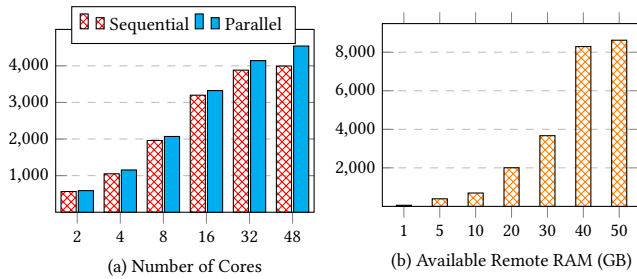 Sequential Parallel
4,000
3,000
2,000
1,000
2 4 8 16 32 48
(a) Number of Cores
8,000
6,000
4,000
2,000
1 5 10 20 30 40 50
(b) Available Remote RAM (GB)